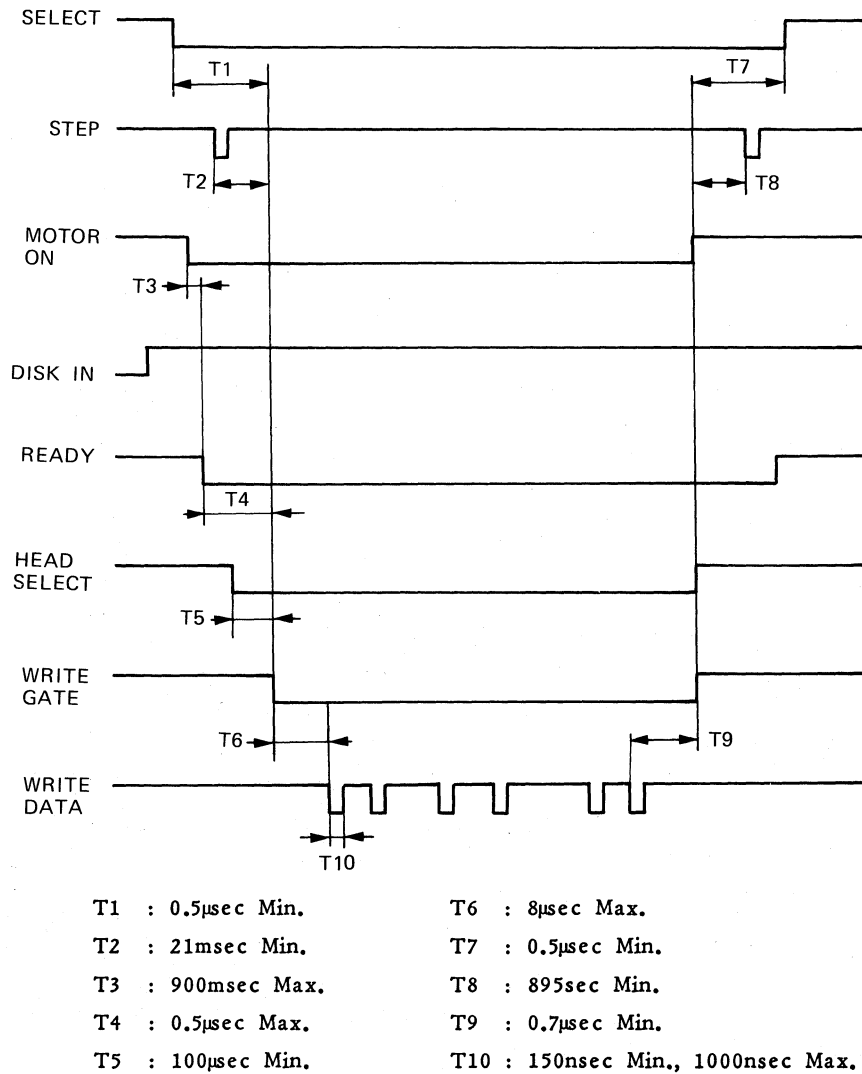 SELECT
T1
T7
STEP
T2
T8
MOTOR
ON
T3
DISK IN
READY
T4
HEAD
SELECT
T5
WRITE
GATE
T6
T9
WRITE
DATA
T10
T1 : 0.5µsec Min.
T6 : 8µsec Max.
T2 : 21msec Min.
T7 : 0.5µsec Min.
T3 : 900msec Max.
T8 : 895sec Min.
T4 : 0.5µsec Max.
T9 : 0.7µsec Min.
T5 : 100µsec Min.
T10 : 150nsec Min., 1000nsec Max.